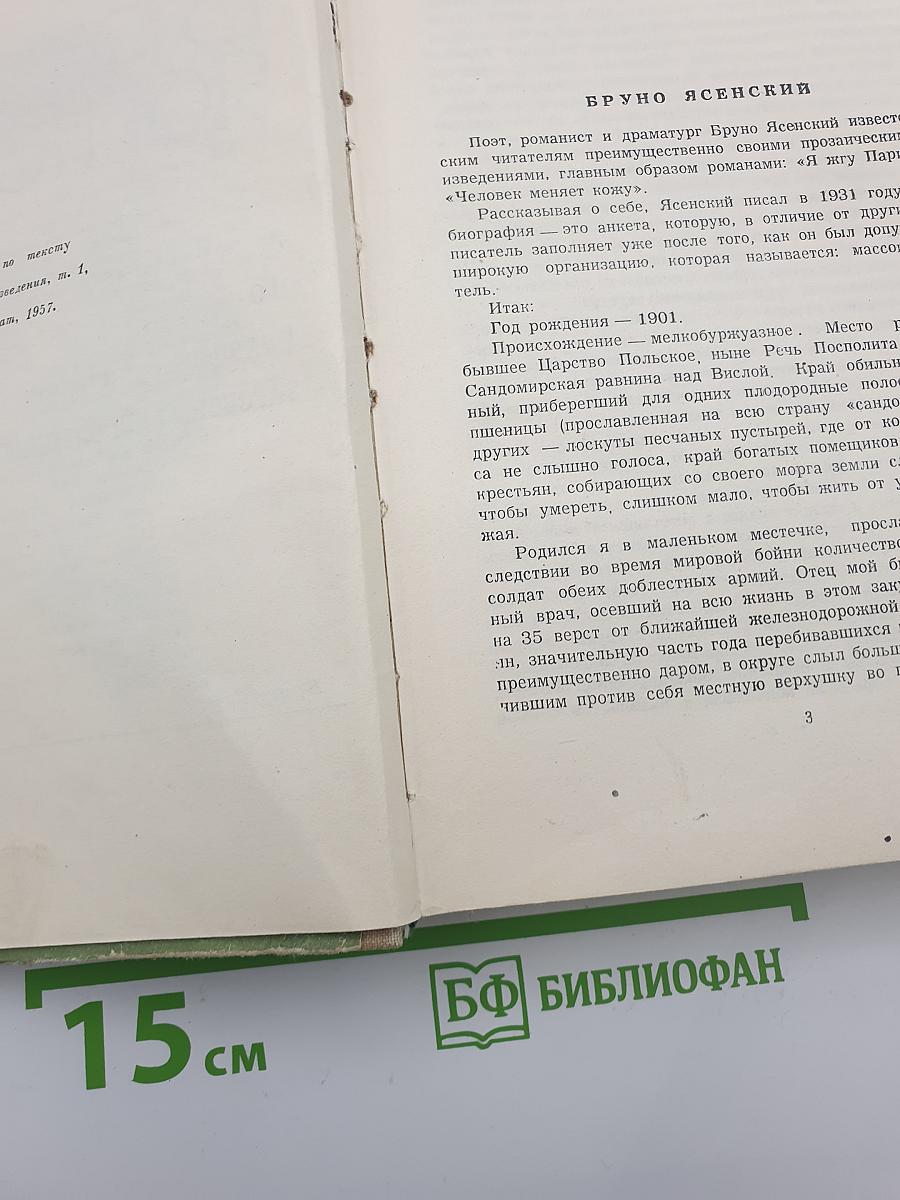 по тексту
зведения, т. 1,
ат, 1957.
БРУНО ЯСЕНСКИЙ
Поэт, романист и драматург Бруно Ясенский известе
ским читателям преимущественно своими прозаическим
изведениями, главным образом романами: «Я жгу Пари
«Человек меняет кожу».
Рассказывая о себе, Ясенский писал в 1931 году
биография — это анкета, которую, в отличие от други
писатель заполняет уже после того, как он был допу
широкую организацию, которая называется: массо
тель.
Итак:
Год рождения — 1901.
Происхождение — мелкобуржуазное. Место р
бывшее Царство Польское, ныне Речь Посполита
Сандомирская равнина над Вислой. Край обильн
ный, приберегший для одних плодородные поло
пшеницы (прославленная на всю страну «сандо
других — лоскуты песчаных пустырей, где от ко
са не слышно голоса, край богатых помещиков
крестьян, собирающих со своего морга земли сл
чтобы умереть, слишком мало, чтобы жить от у
жая.
Родился я в маленьком местечке, просла
следствии во время мировой бойни количество
солдат обеих доблестных армий. Отец мой б
ный врач, осевший на всю жизнь в этом заку
на 35 верст от ближайшей железнодорожной
ян, значительную часть года перебивавшихся
преимущественно даром, в округе слыл больш
чившим против себя местную верхушку во г
3
15 см
БФ БИБЛИОФАН